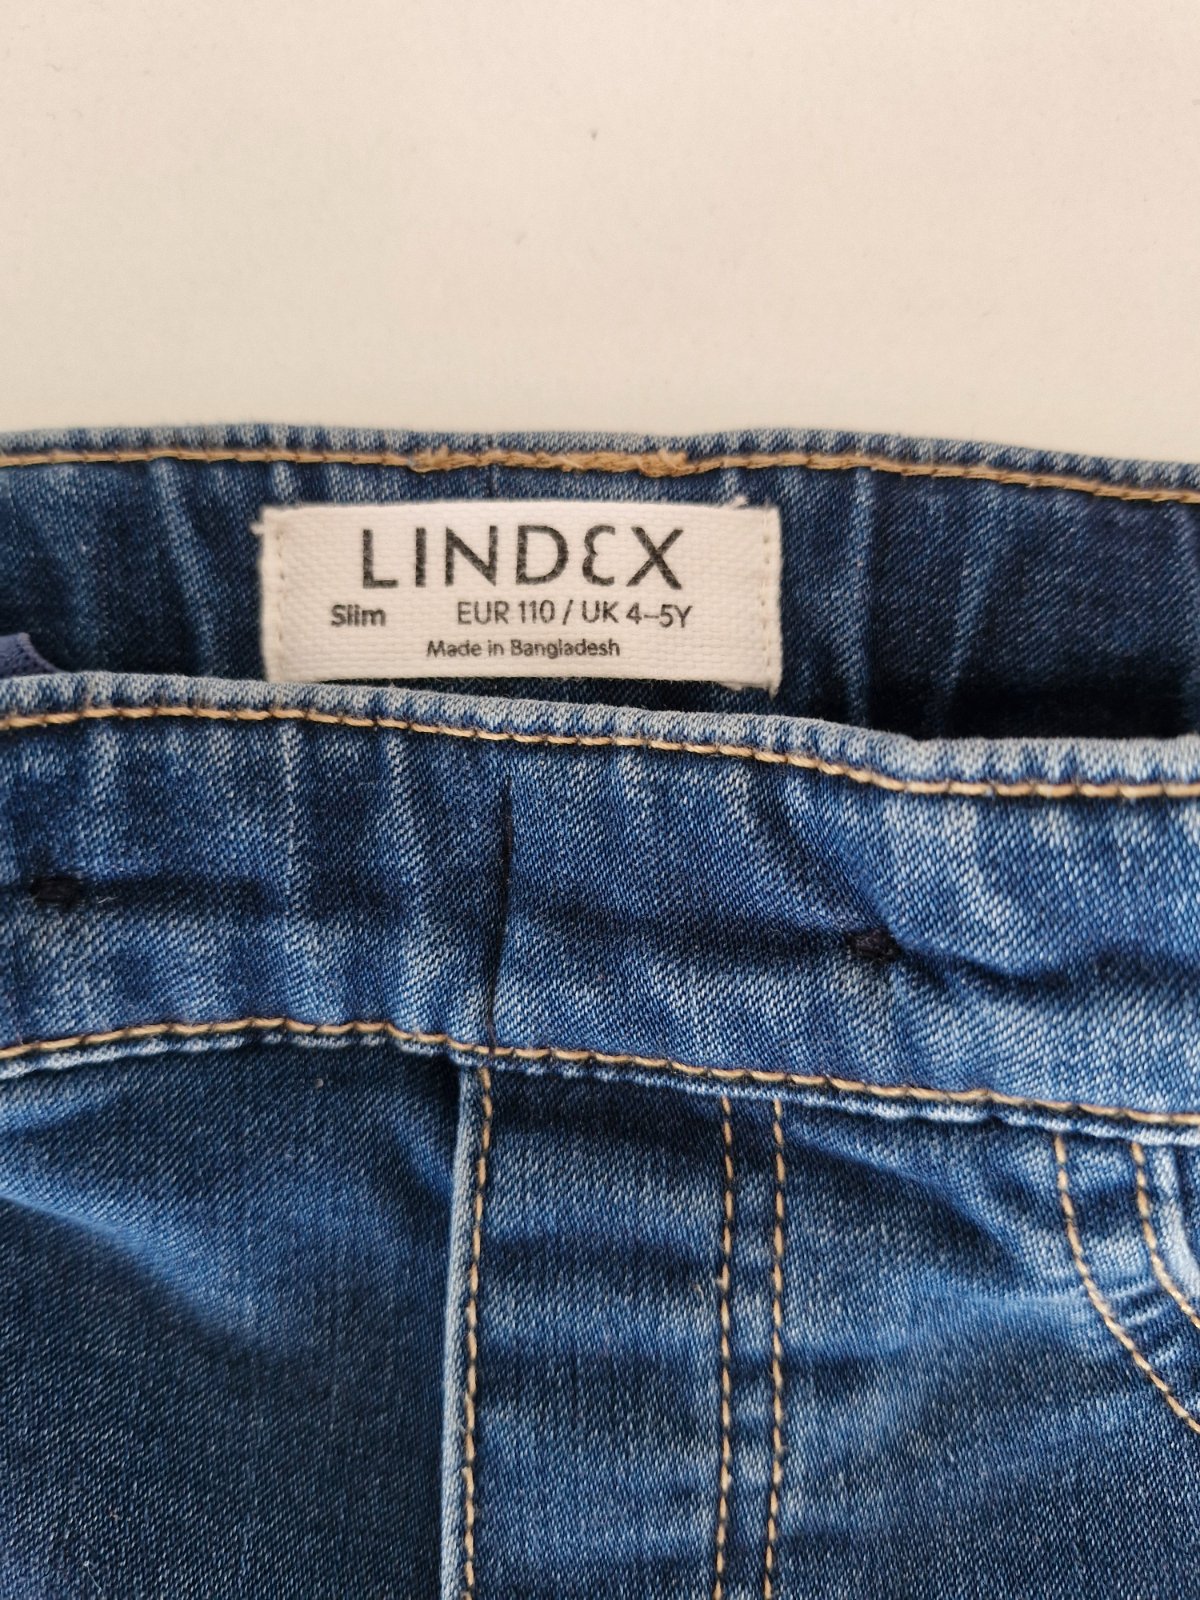 LINDEX
Slim EUR 110 / UK 4–5Y
Made in Bangladesh